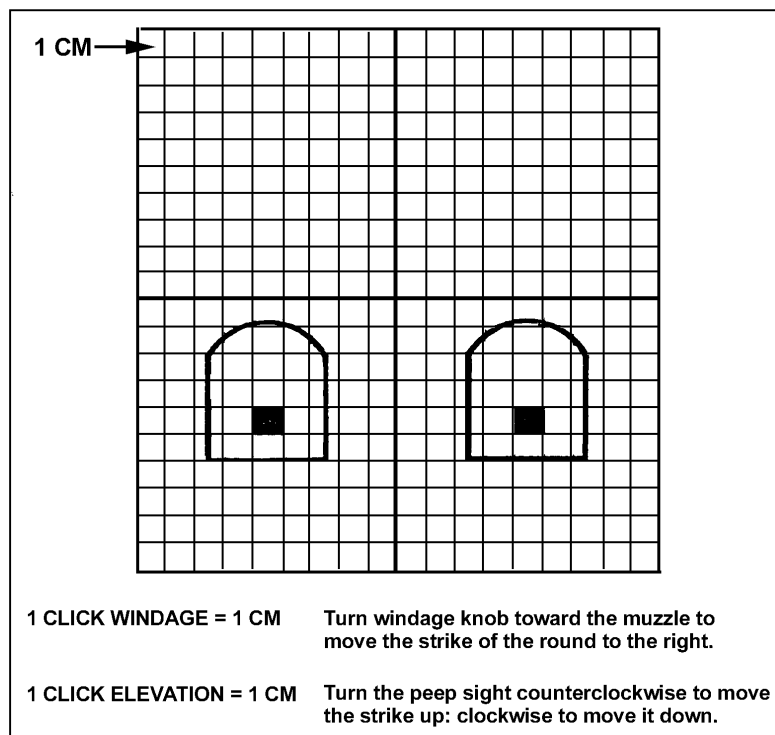 1 CM
1 CLICK WINDAGE = 1 CM
Turn windage knob toward the muzzle to
move the strike of the round to the right.
1 CLICK ELEVATION = 1 CM
Turn the peep sight counterclockwise to move
the strike up: clockwise to move it down.